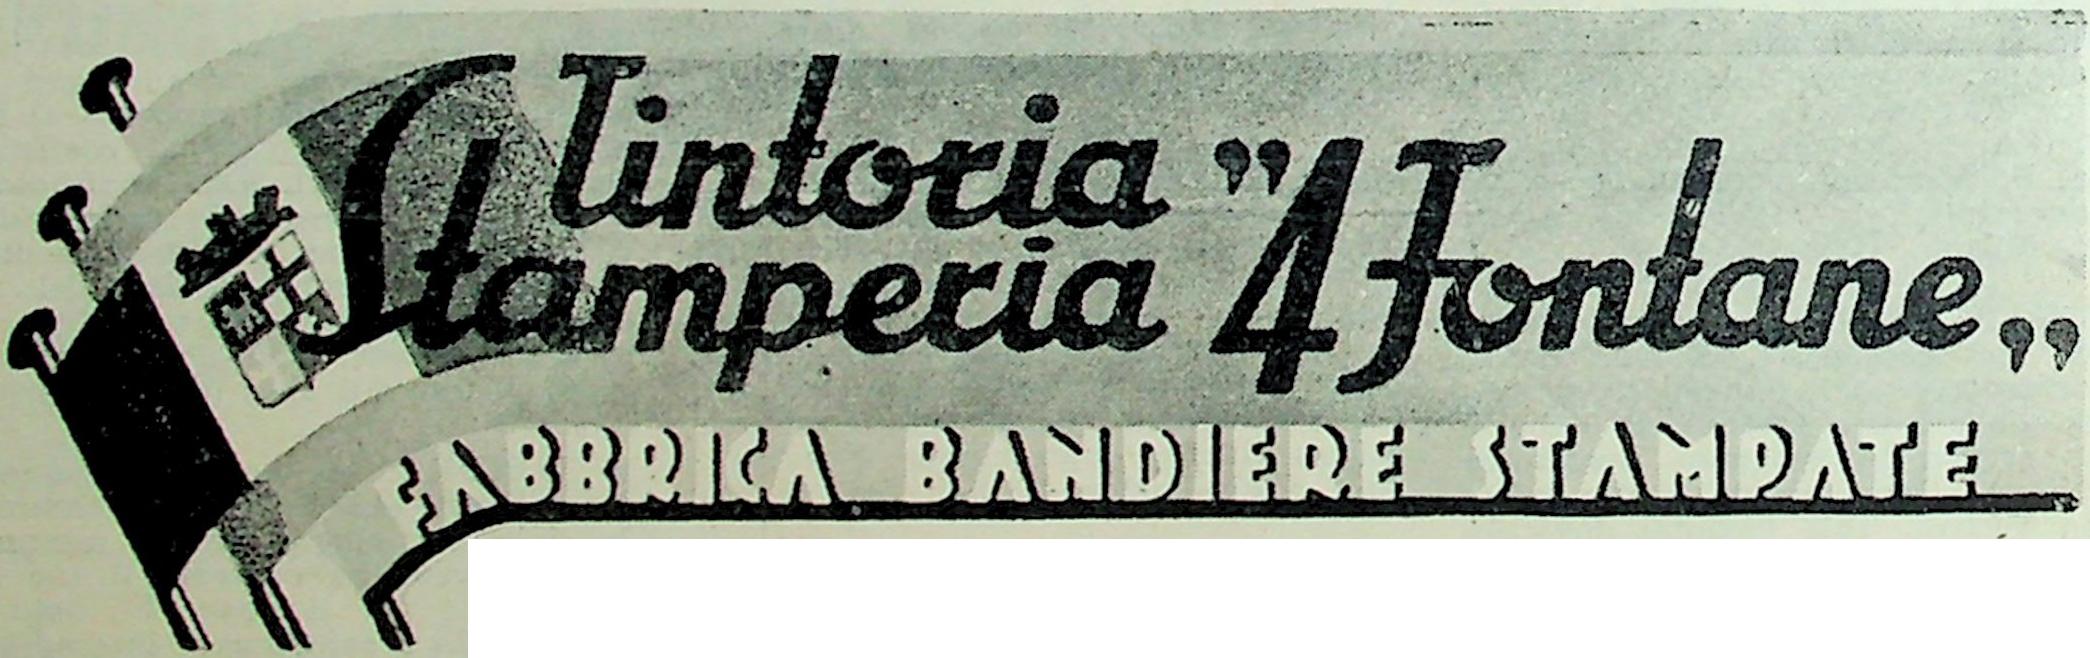 Tintoria
Stamperia
"4 Fontane„
FABBRICA BANDIERE STAMPATE